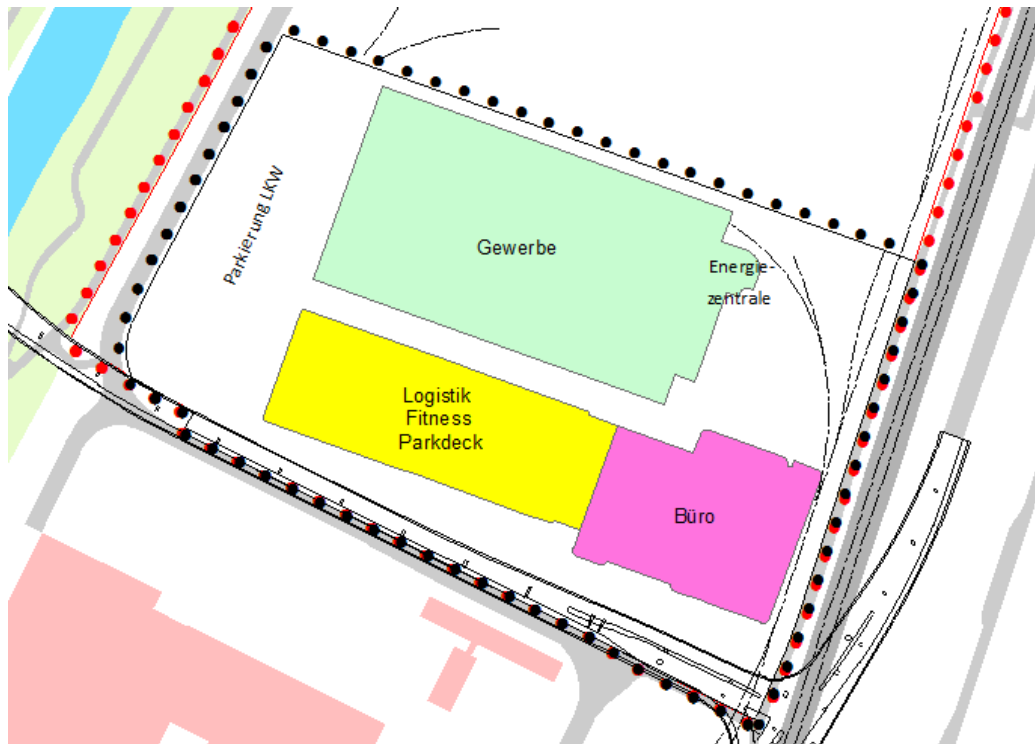 Parkierung LKW
Gewerbe
Energie-
zentrale
Logistik
Fitness
Parkdeck
Büro